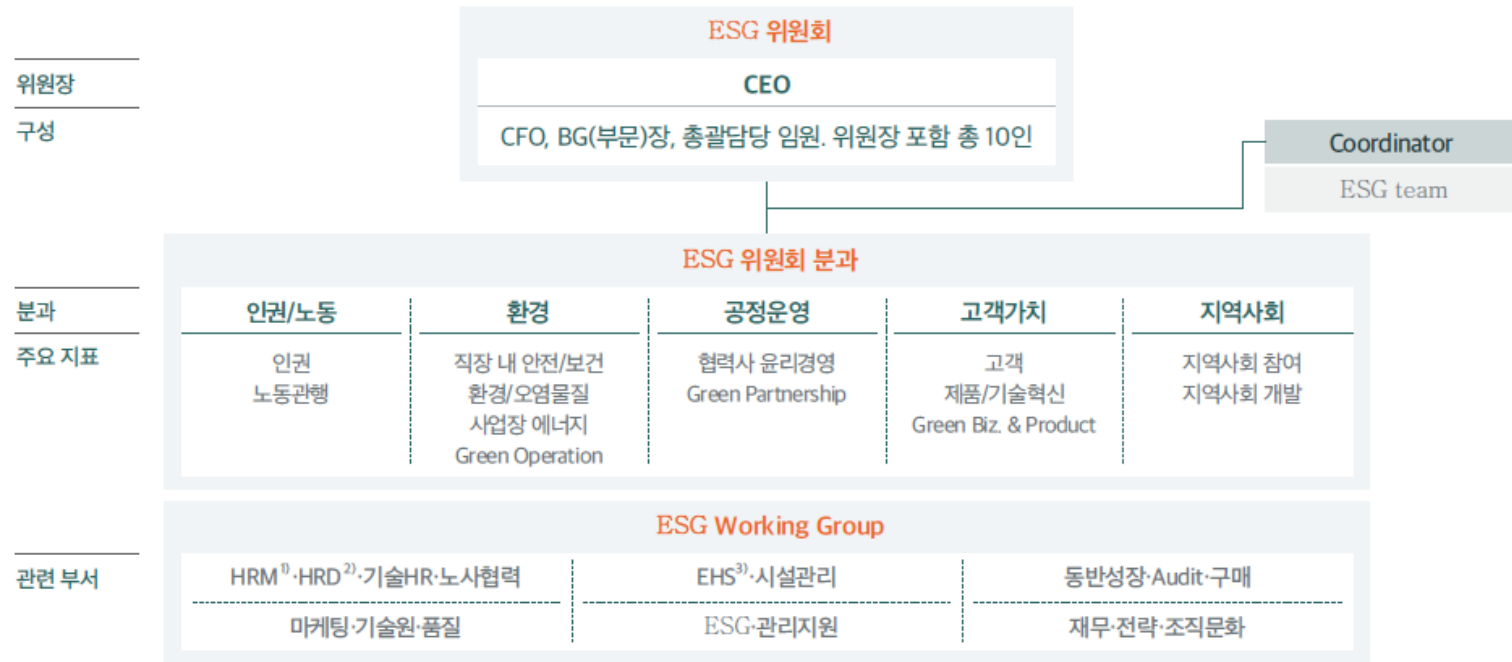 ESG 위원회
위원장
CEO
구성
CFO, BG(부문)장, 총괄담당 임원. 위원장 포함 총 10인
Coordinator
ESG team
ESG 위원회 분과
분과
인권/노동
환경
공정운영
고객가치
지역사회
주요 지표
인권
노동관행
직장 내 안전/보건
환경/오염물질
사업장 에너지
Green Operation
협력사 윤리경영
Green Partnership
고객
제품/기술혁신
Green Biz. & Product
지역사회 참여
지역사회 개발
ESG Working Group
관련 부서
HRM1)·HRD2)·기술HR·노사협력
EHS3)·시설관리
동반성장·Audit·구매
마케팅·기술원·품질
ESG·관리지원
재무·전략·조직문화